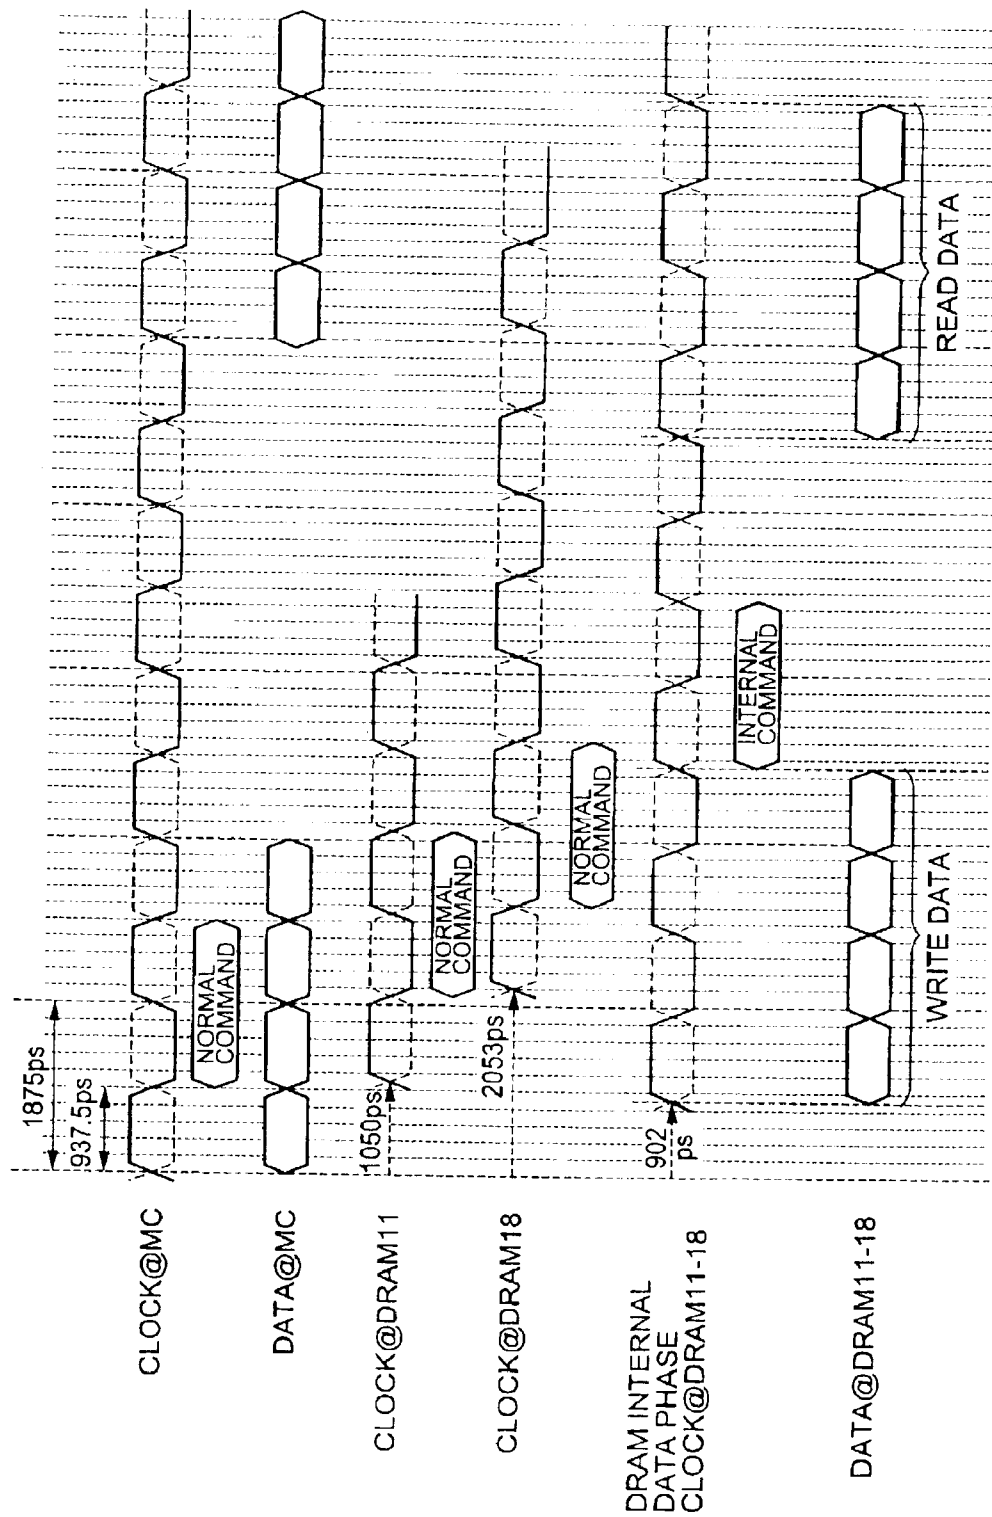 1875ps
937.5ps
CLOCK@MC
NORMAL
COMMAND
DATA@MC
1050ps
CLOCK@DRAM11
NORMAL
COMMAND
2053ps
CLOCK@DRAM18
NORMAL
COMMAND
902
ps
DRAM INTERNAL
DATA PHASE
CLOCK@DRAM11-18
INTERNAL
COMMAND
DATA@DRAM11-18
WRITE DATA
READ DATA